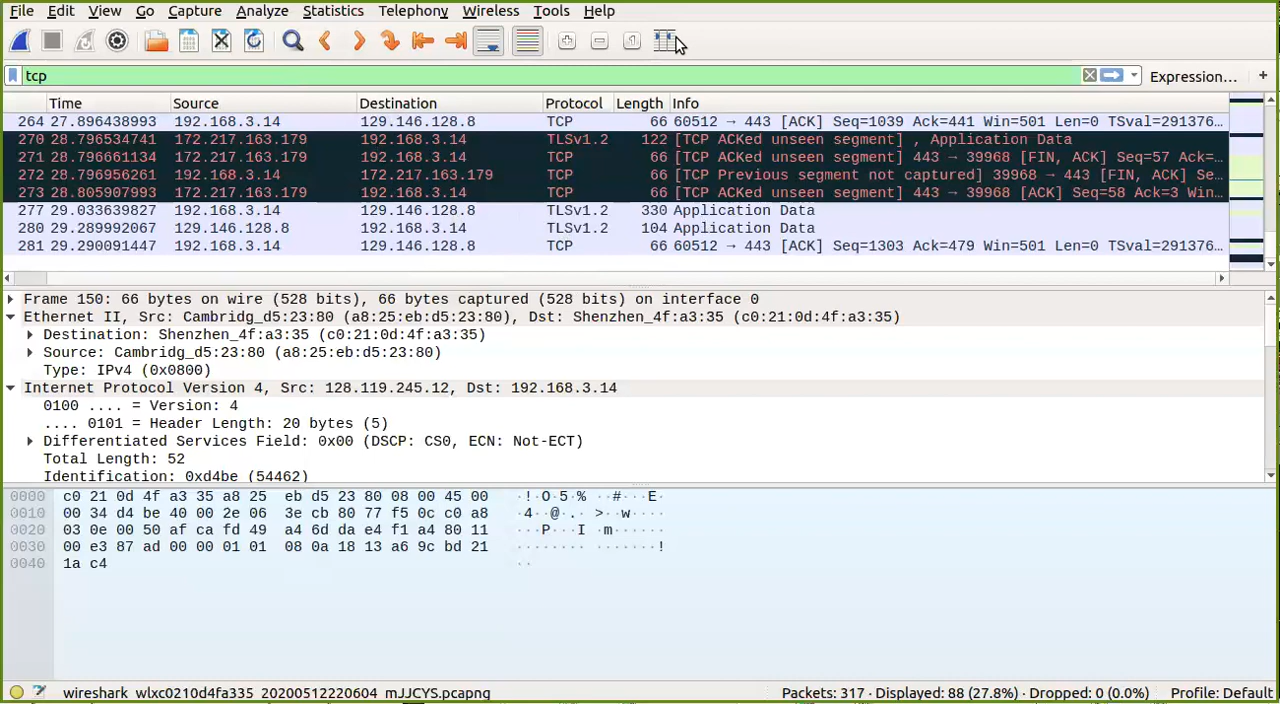 File Edit View Go Capture Analyze Statistics Telephony Wireless Tools Help
tcp Expression… +
Time Source Destination Protocol Length Info
264 27.896438993 192.168.3.14 129.146.128.8 TCP 66 60512 → 443 [ACK] Seq=1039 Ack=441 Win=501 Len=0 TSval=291376…
270 28.796534741 172.217.163.179 192.168.3.14 TLSv1.2 122 [TCP ACKed unseen segment] , Application Data
271 28.796661134 172.217.163.179 192.168.3.14 TCP 66 [TCP ACKed unseen segment] 443 → 39968 [FIN, ACK] Seq=57 Ack=…
272 28.796956261 192.168.3.14 172.217.163.179 TCP 66 [TCP Previous segment not captured] 39968 → 443 [FIN, ACK] Se…
273 28.805907993 172.217.163.179 192.168.3.14 TCP 66 [TCP ACKed unseen segment] 443 → 39968 [ACK] Seq=58 Ack=3 Win…
277 29.033639827 192.168.3.14 129.146.128.8 TLSv1.2 330 Application Data
280 29.289992067 129.146.128.8 192.168.3.14 TLSv1.2 104 Application Data
281 29.290091447 192.168.3.14 129.146.128.8 TCP 66 60512 → 443 [ACK] Seq=1303 Ack=479 Win=501 Len=0 TSval=291376…
Frame 150: 66 bytes on wire (528 bits), 66 bytes captured (528 bits) on interface 0
Ethernet II, Src: Cambridg_d5:23:80 (a8:25:eb:d5:23:80), Dst: Shenzhen_4f:a3:35 (c0:21:0d:4f:a3:35)
Destination: Shenzhen_4f:a3:35 (c0:21:0d:4f:a3:35)
Source: Cambridg_d5:23:80 (a8:25:eb:d5:23:80)
Type: IPv4 (0x0800)
Internet Protocol Version 4, Src: 128.119.245.12, Dst: 192.168.3.14
0100 .... = Version: 4
.... 0101 = Header Length: 20 bytes (5)
Differentiated Services Field: 0x00 (DSCP: CS0, ECN: Not-ECT)
Total Length: 52
Identification: 0xd4be (54462)
0000 c0 21 0d 4f a3 35 a8 25 eb d5 23 80 08 00 45 00 ·!·O·5·% ··#···E·
0010 00 34 d4 be 40 00 2e 06 3e cb 80 77 f5 0c c0 a8 ·4··@·.· >··w····
0020 03 0e 00 50 af ca fd 49 a4 6d da e4 f1 a4 80 11 ···P···I ·m······
0030 00 e3 87 ad 00 00 01 01 08 0a 18 13 a6 9c bd 21 ········ ·······!
0040 1a c4 ··
wireshark_wlxc0210d4fa335_20200512220604_mJJCYS.pcapng Packets: 317 · Displayed: 88 (27.8%) · Dropped: 0 (0.0%) Profile: Default